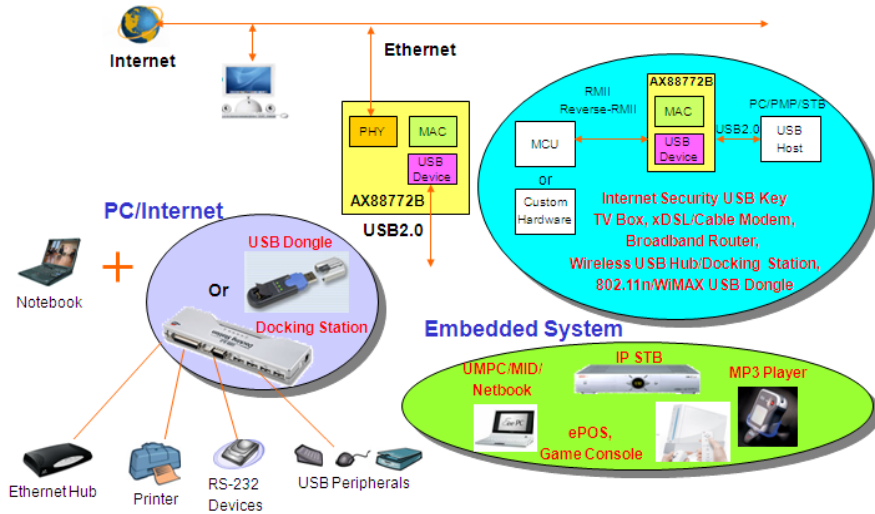 Internet
Ethernet
PHY
MAC
USB
Device
AX88772B
USB2.0
AX88772B
RMII
Reverse-RMII
MAC
USB
Device
PC/PMP/STB
USB2.0
USB
Host
MCU
or
Custom
Hardware
Internet Security USB Key
TV Box, xDSL/Cable Modem,
Broadband Router,
Wireless USB Hub/Docking Station,
802.11n/WiMAX USB Dongle
PC/Internet
Notebook
USB Dongle
Or
Docking Station
Docking Station
Ethernet Hub
Printer
RS-232
Devices
USB Peripherals
Embedded System
UMPC/MID/
Netbook
IP STB
MP3 Player
Eee PC
ePOS,
Game Console